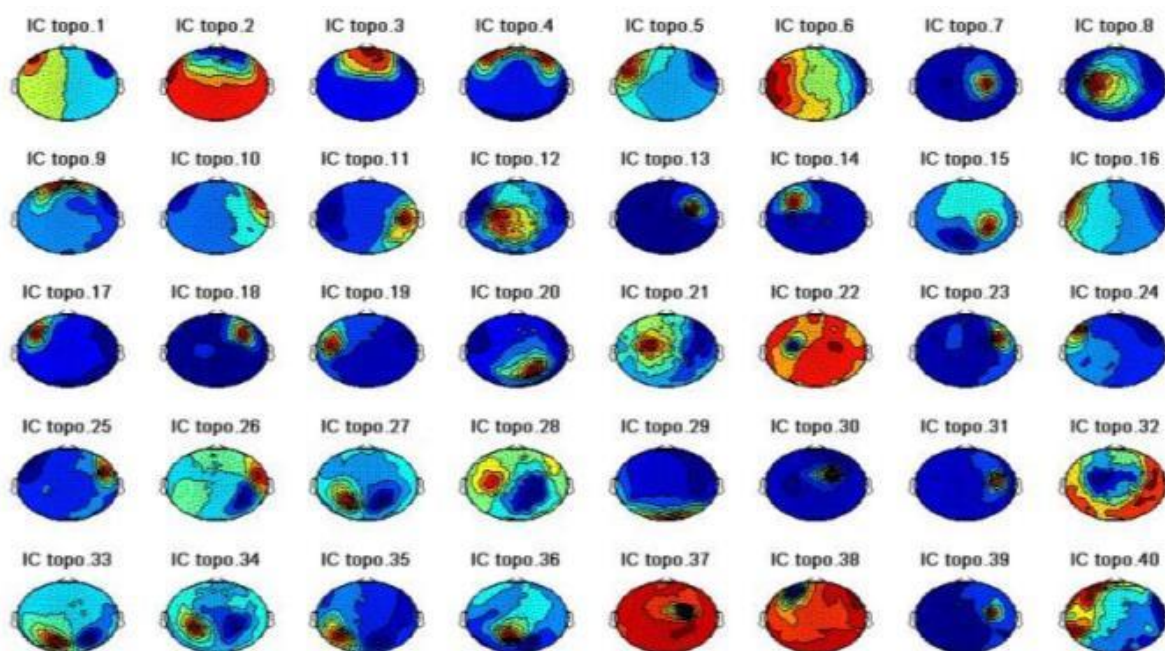 IC topo.1 IC topo.2 IC topo.3 IC topo.4 IC topo.5 IC topo.6 IC topo.7 IC topo.8
IC topo.9 IC topo.10 IC topo.11 IC topo.12 IC topo.13 IC topo.14 IC topo.15 IC topo.16
IC topo.17 IC topo.18 IC topo.19 IC topo.20 IC topo.21 IC topo.22 IC topo.23 IC topo.24
IC topo.25 IC topo.26 IC topo.27 IC topo.28 IC topo.29 IC topo.30 IC topo.31 IC topo.32
IC topo.33 IC topo.34 IC topo.35 IC topo.36 IC topo.37 IC topo.38 IC topo.39 IC topo.40